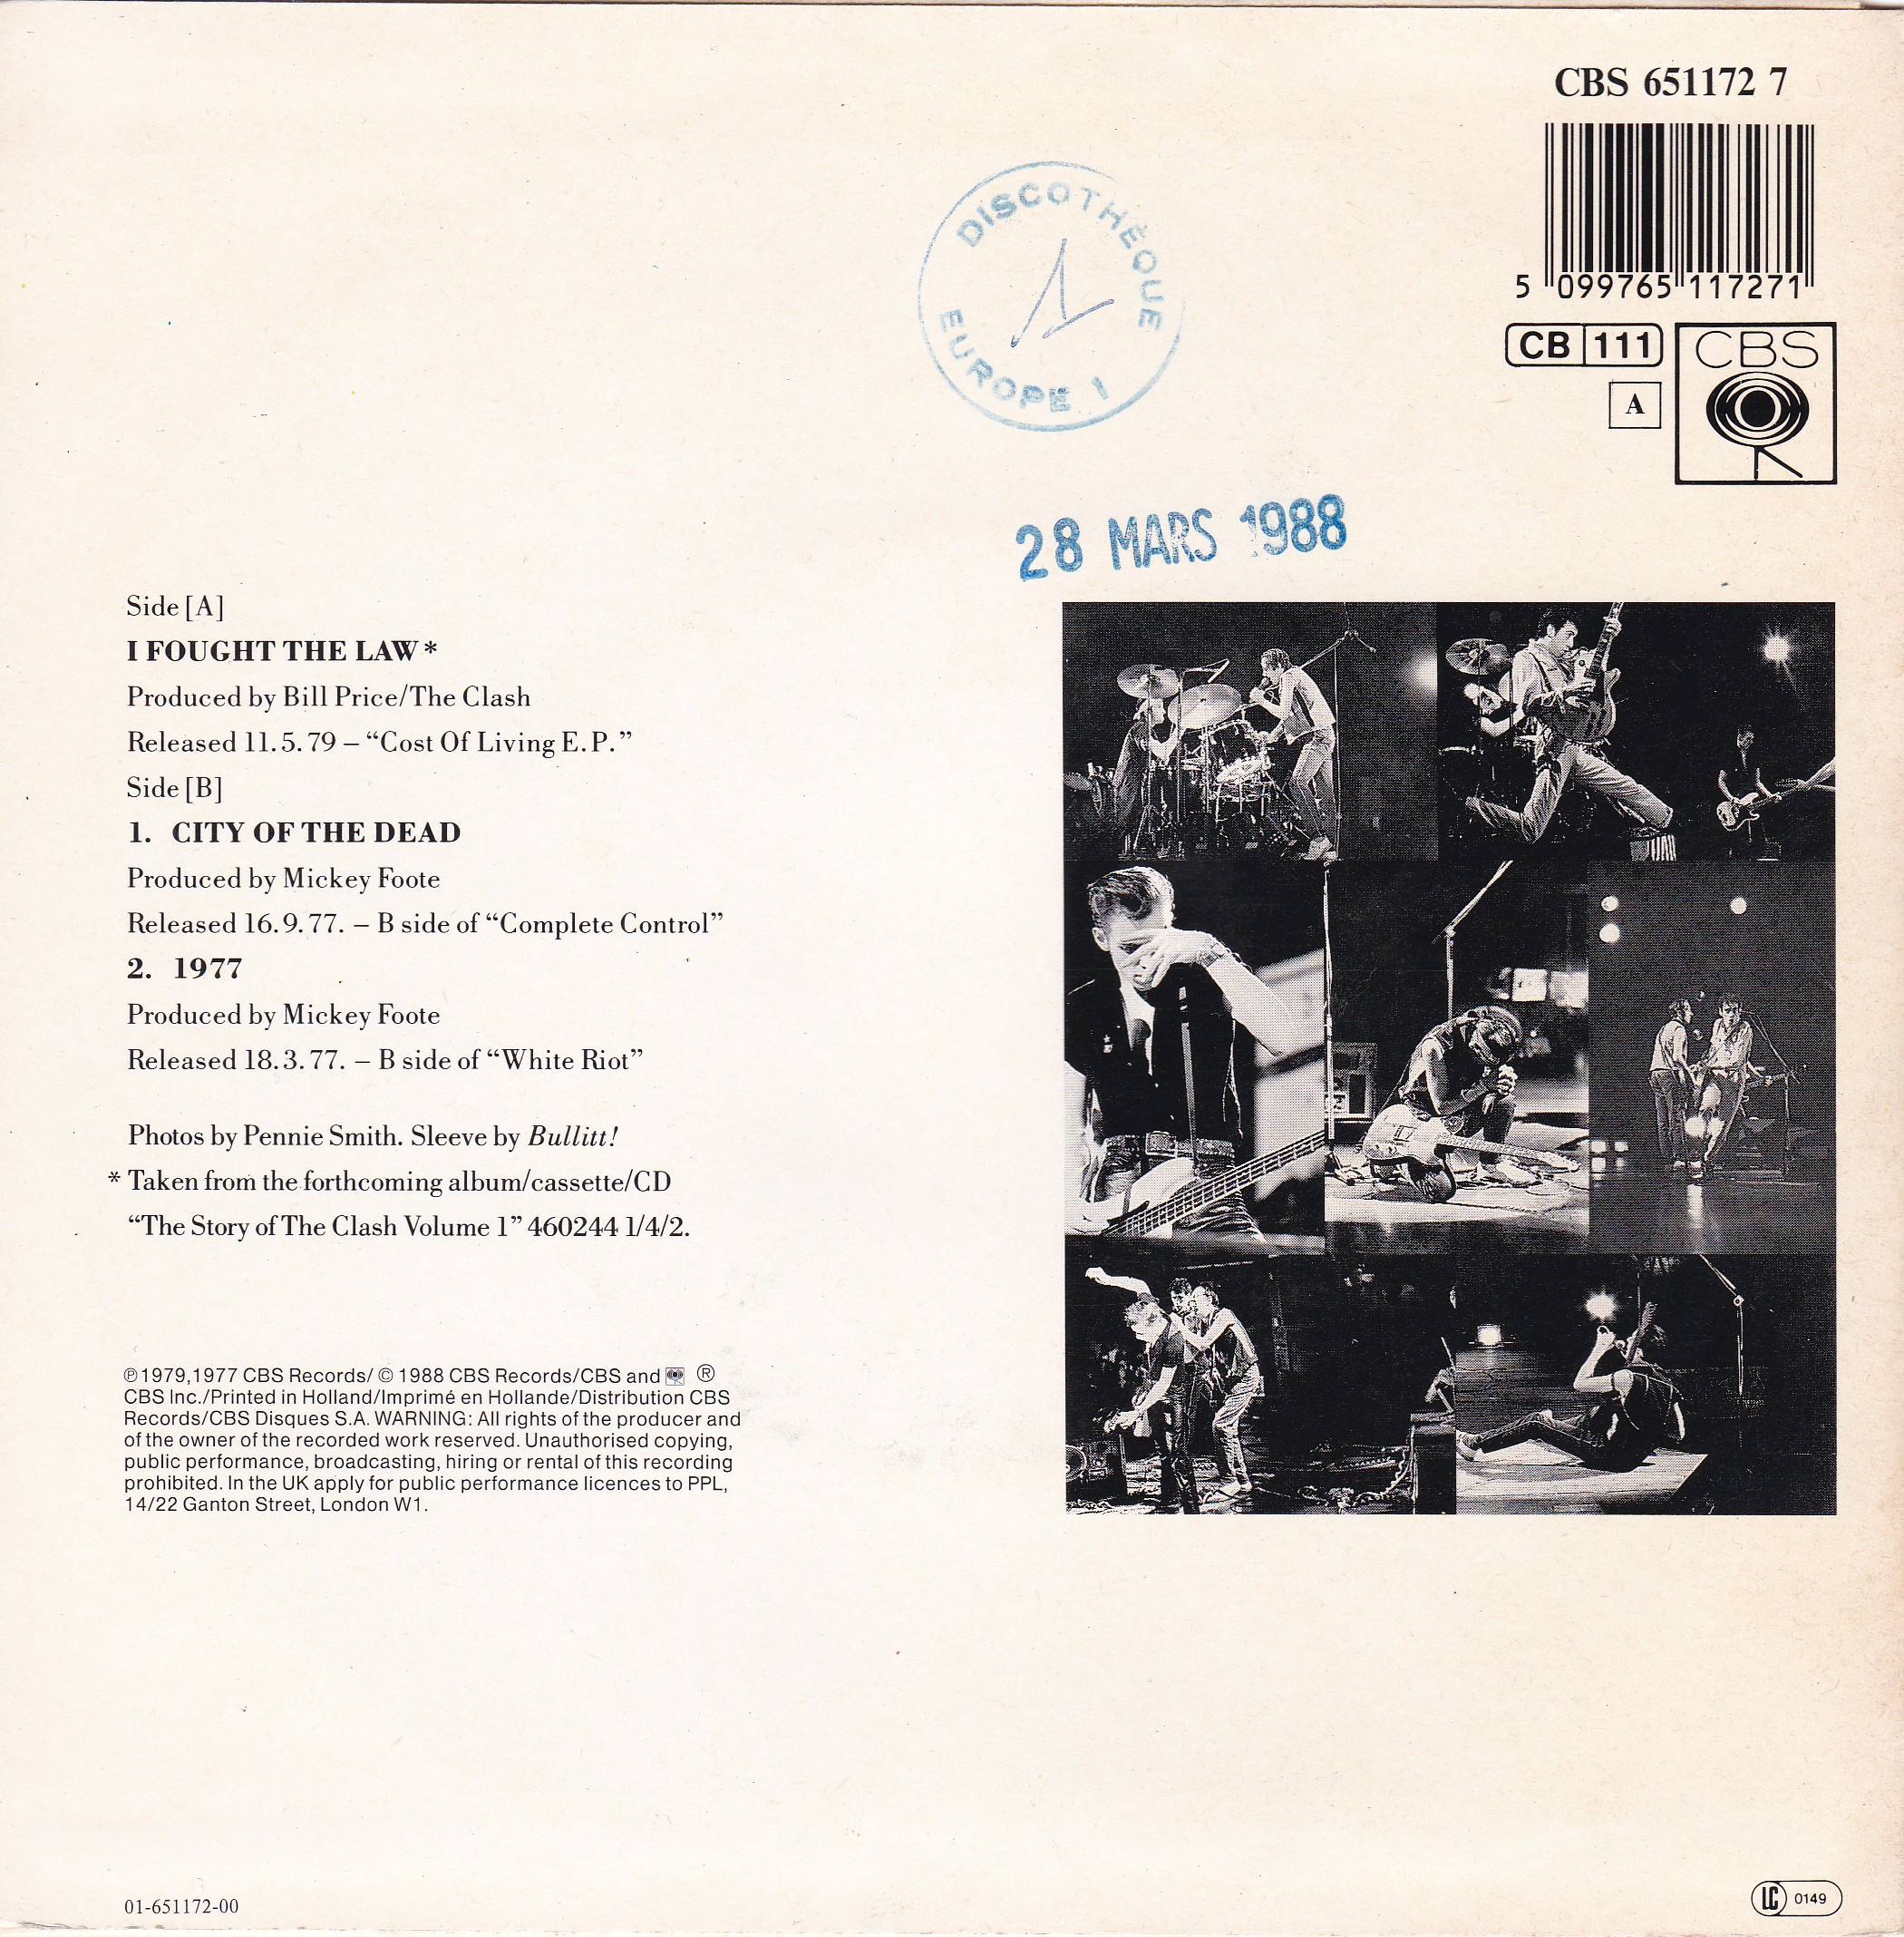 CBS 651172 7
5 099765 117271
CB 111
CBS
A
DISCOTHÈQUE
1
EUROPE 1
28 MARS 1988
Side [A]
I FOUGHT THE LAW *
Produced by Bill Price/The Clash
Released 11.5.79 – “Cost Of Living E.P.”
Side [B]
1. CITY OF THE DEAD
Produced by Mickey Foote
Released 16.9.77. – B side of “Complete Control”
2. 1977
Produced by Mickey Foote
Released 18.3.77. – B side of “White Riot”
Photos by Pennie Smith. Sleeve by Bullitt!
* Taken from the forthcoming album/cassette/CD
“The Story of The Clash Volume 1” 460244 1/4/2.
℗ 1979,1977 CBS Records/ © 1988 CBS Records/CBS and ®
CBS Inc./Printed in Holland/Imprimé en Hollande/Distribution CBS
Records/CBS Disques S.A. WARNING: All rights of the producer and
of the owner of the recorded work reserved. Unauthorised copying,
public performance, broadcasting, hiring or rental of this recording
prohibited. In the UK apply for public performance licences to PPL,
14/22 Ganton Street, London W1.
01-651172-00
LC 0149